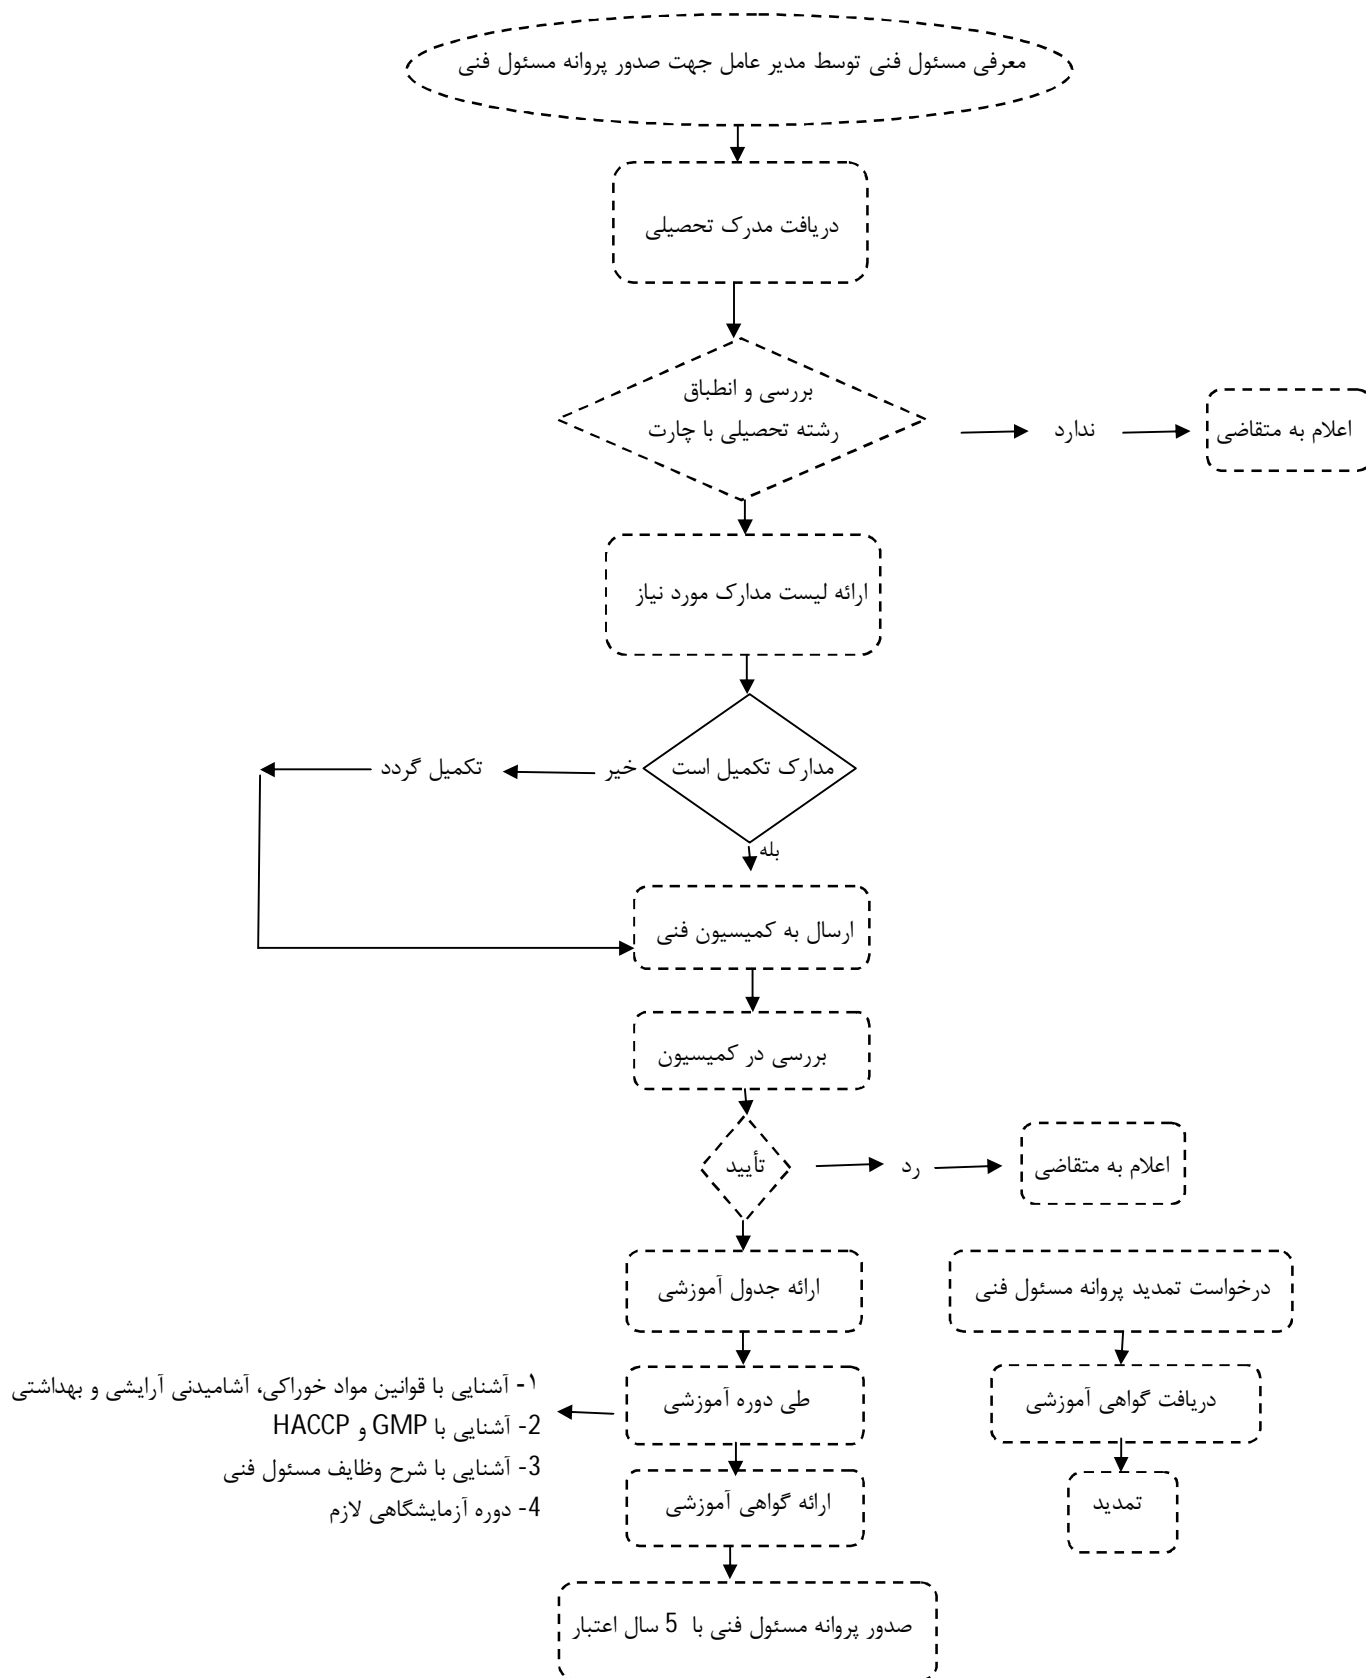 معرفی مسئول فنی توسط مدیر عامل جهت صدور پروانه مسئول فنی
دریافت مدرک تحصیلی
بررسی و انطباق
رشته تحصیلی با چارت
ندارد
اعلام به متقاضی
ارائه لیست مدارک مورد نیاز
مدارک تکمیل است
خیر
تکمیل گردد
بله
ارسال به کمیسیون فنی
بررسی در کمیسیون
تأیید
رد
اعلام به متقاضی
ارائه جدول آموزشی
طی دوره آموزشی
۱- آشنایی با قوانین مواد خوراکی، آشامیدنی آرایشی و بهداشتی
2- آشنایی با GMP و HACCP
3- آشنایی با شرح وظایف مسئول فنی
4- دوره آزمایشگاهی لازم
ارائه گواهی آموزشی
صدور پروانه مسئول فنی با 5 سال اعتبار
درخواست تمدید پروانه مسئول فنی
دریافت گواهی آموزشی
تمدید